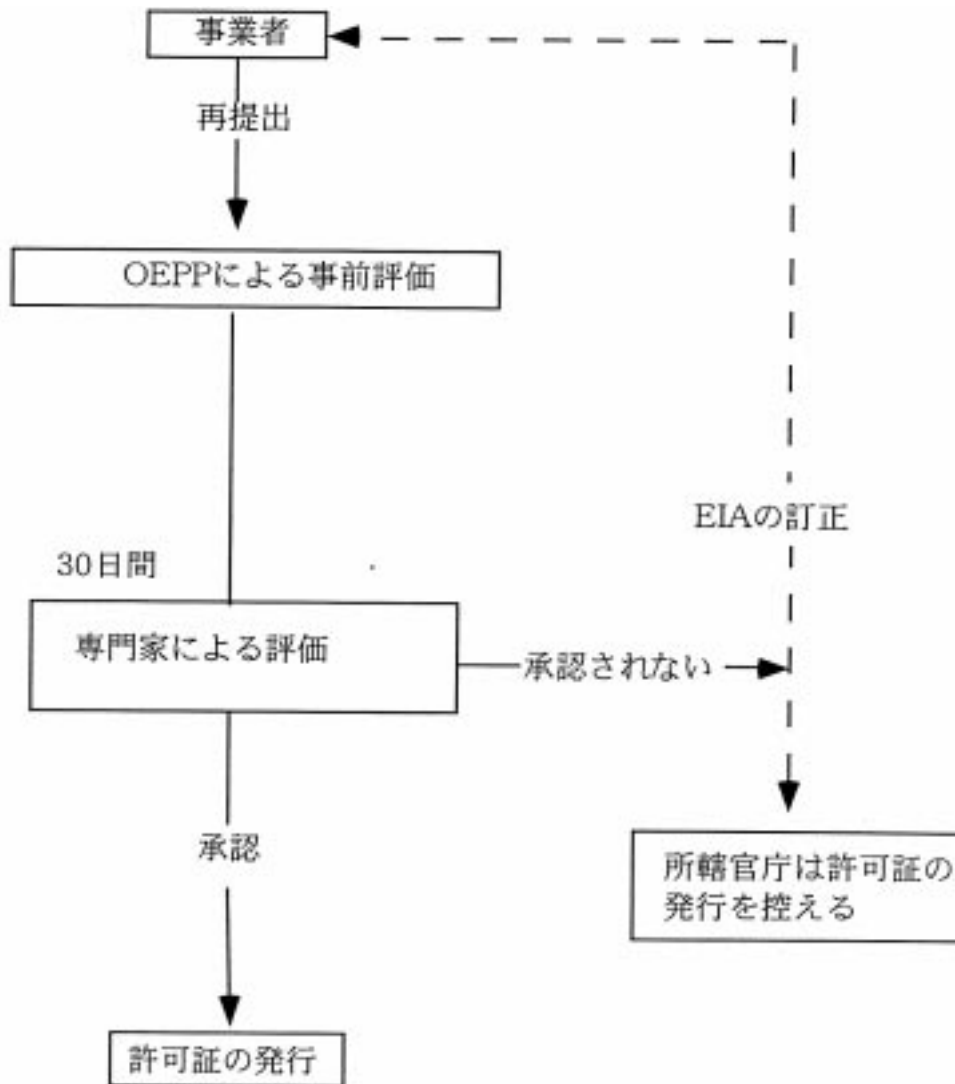 事業者
再提出
OEPPによる事前評価
EIAの訂正
30日間
専門家による評価
承認されない
承認
所轄官庁は許可証の
発行を控える
許可証の発行